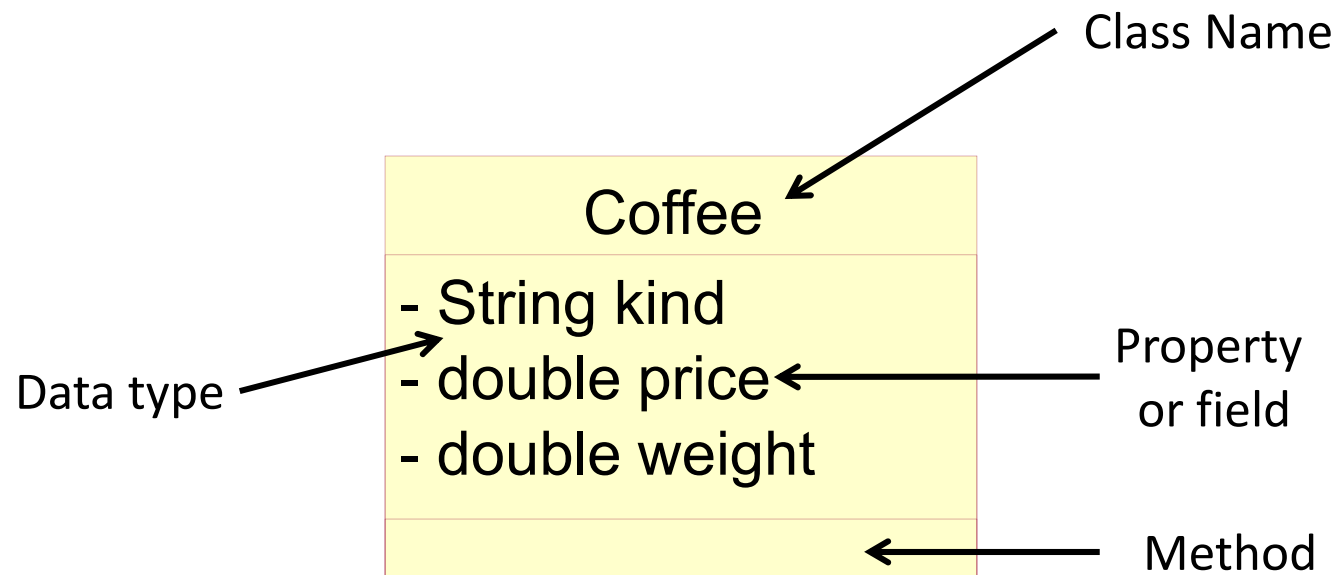 Class Name
Coffee
- String kind
- double price
- double weight
Data type
Property
or field
Method